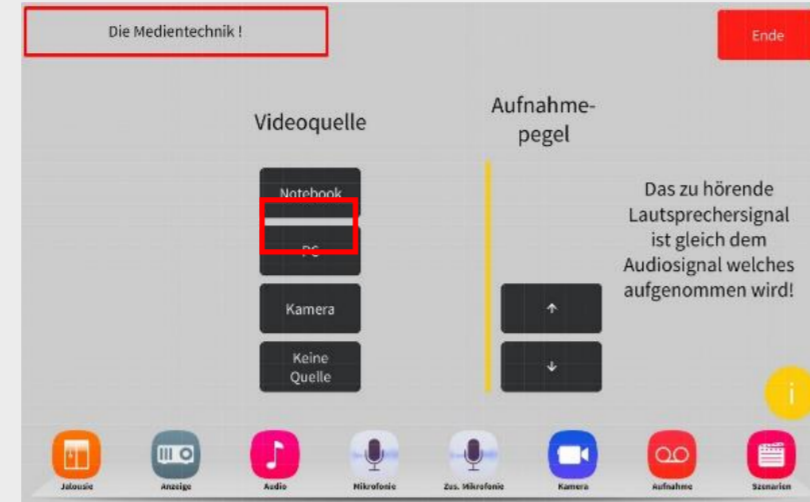 Die Medientechnik !
Ende
Videoquelle
Notebook
PC
Kamera
Keine
Quelle
Aufnahme-
pegel
Das zu hörende
Lautsprechersignal
ist gleich dem
Audiosignal welches
aufgenommen wird!
i
Jalousie
Anzeige
Audio
Mikrofonie
Zus. Mikrofonie
Kamera
Aufnahme
Szenarien